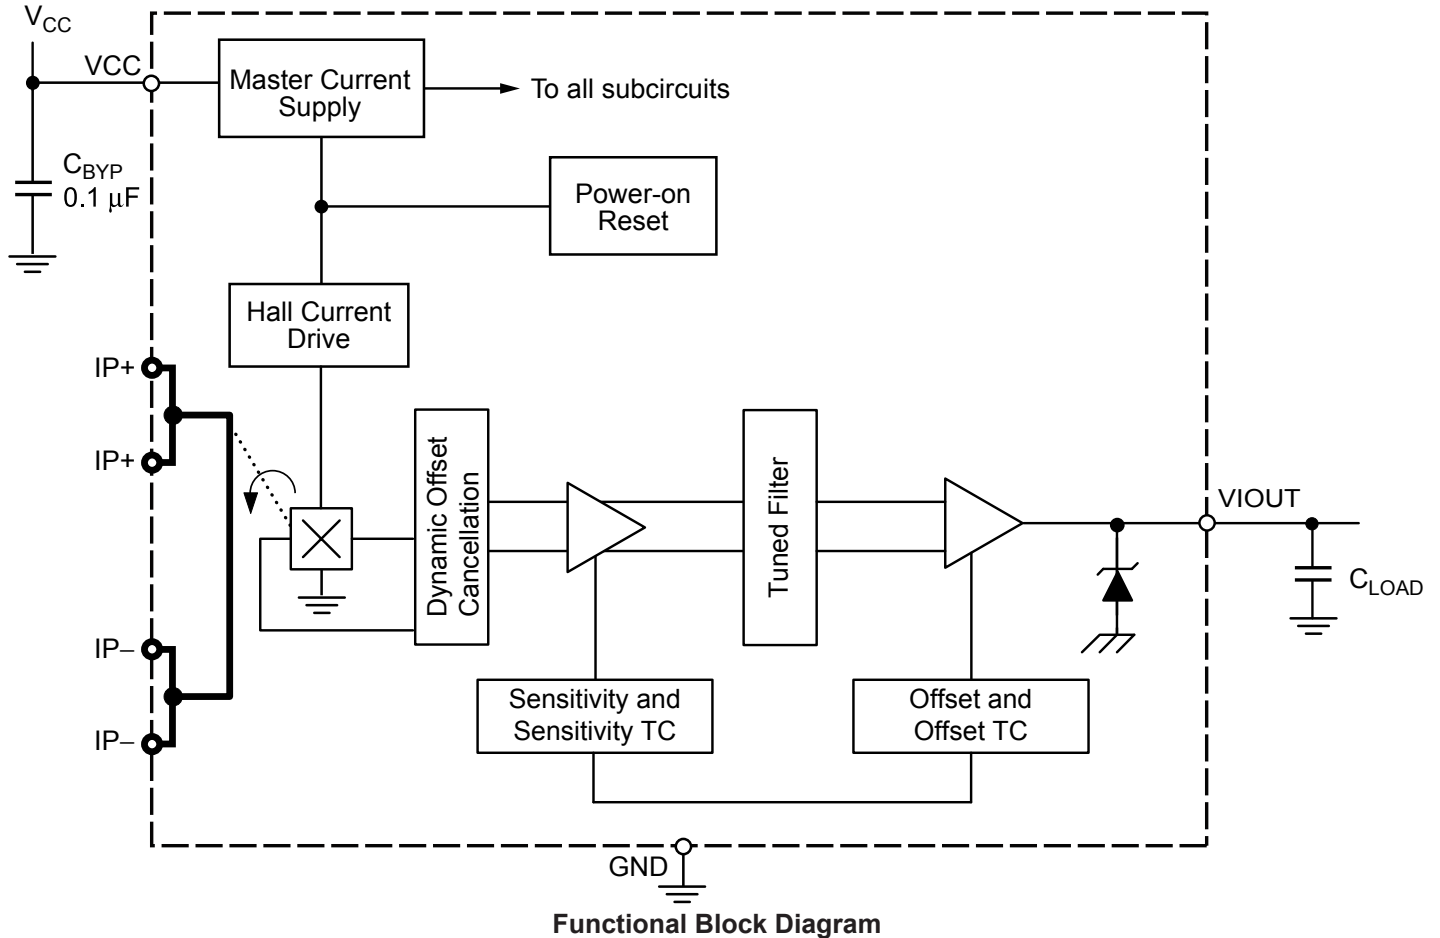 VCC
VCC
Master Current
Supply
To all subcircuits
CBYP
0.1 μF
Power-on
Reset
Hall Current
Drive
IP+
IP+
Dynamic Offset
Cancellation
Tuned Filter
VIOUT
CLOAD
IP–
IP–
Sensitivity and
Sensitivity TC
Offset and
Offset TC
GND
Functional Block Diagram